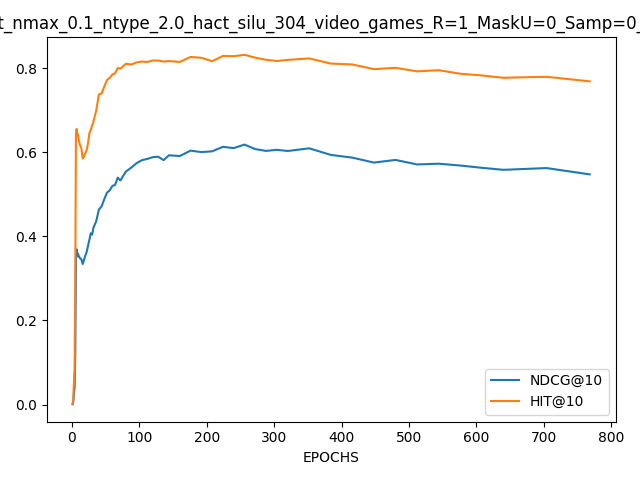 t_nmax_0.1_ntype_2.0_hact_silu_304_video_games_R=1_MaskU=0_Samp=0_
0.8
0.6
0.4
0.2
0.0
NDCG@10
HIT@10
0 100 200 300 400 500 600 700 800
EPOCHS